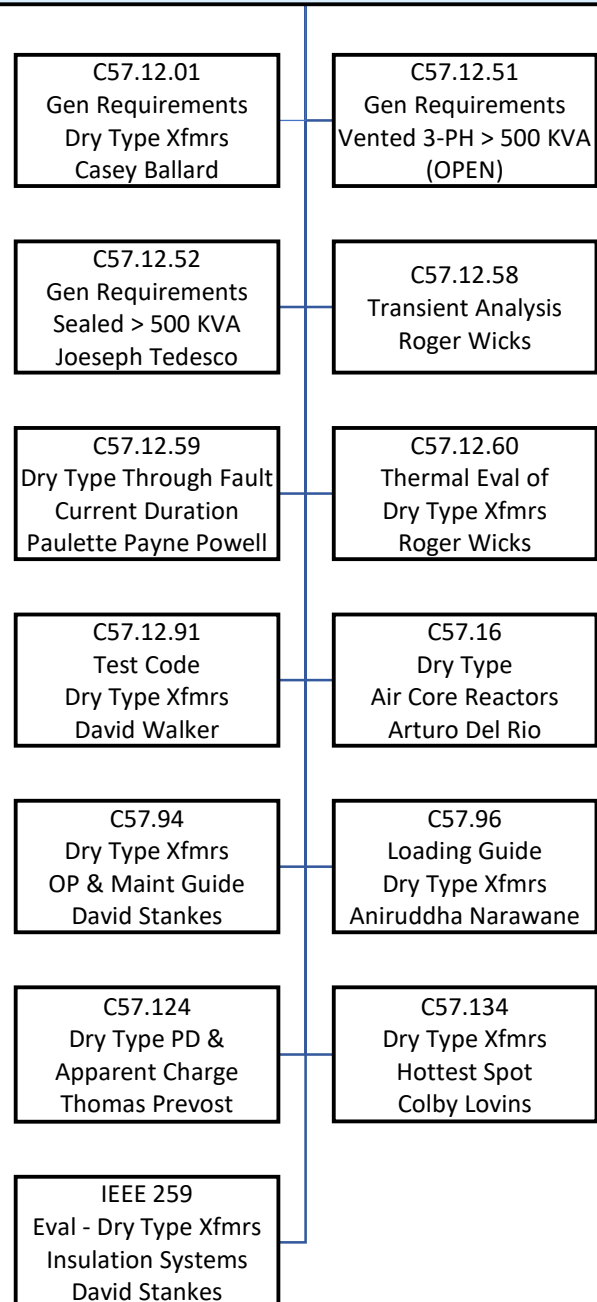 C57.12.01
Gen Requirements
Dry Type Xfmrs
Casey Ballard
C57.12.51
Gen Requirements
Vented 3-PH > 500 KVA
(OPEN)
C57.12.52
Gen Requirements
Sealed > 500 KVA
Joeseph Tedesco
C57.12.58
Transient Analysis
Roger Wicks
C57.12.59
Dry Type Through Fault
Current Duration
Paulette Payne Powell
C57.12.60
Thermal Eval of
Dry Type Xfmrs
Roger Wicks
C57.12.91
Test Code
Dry Type Xfmrs
David Walker
C57.16
Dry Type
Air Core Reactors
Arturo Del Rio
C57.94
Dry Type Xfmrs
OP & Maint Guide
David Stankes
C57.96
Loading Guide
Dry Type Xfmrs
Aniruddha Narawane
C57.124
Dry Type PD &
Apparent Charge
Thomas Prevost
C57.134
Dry Type Xfmrs
Hottest Spot
Colby Lovins
IEEE 259
Eval - Dry Type Xfmrs
Insulation Systems
David Stankes